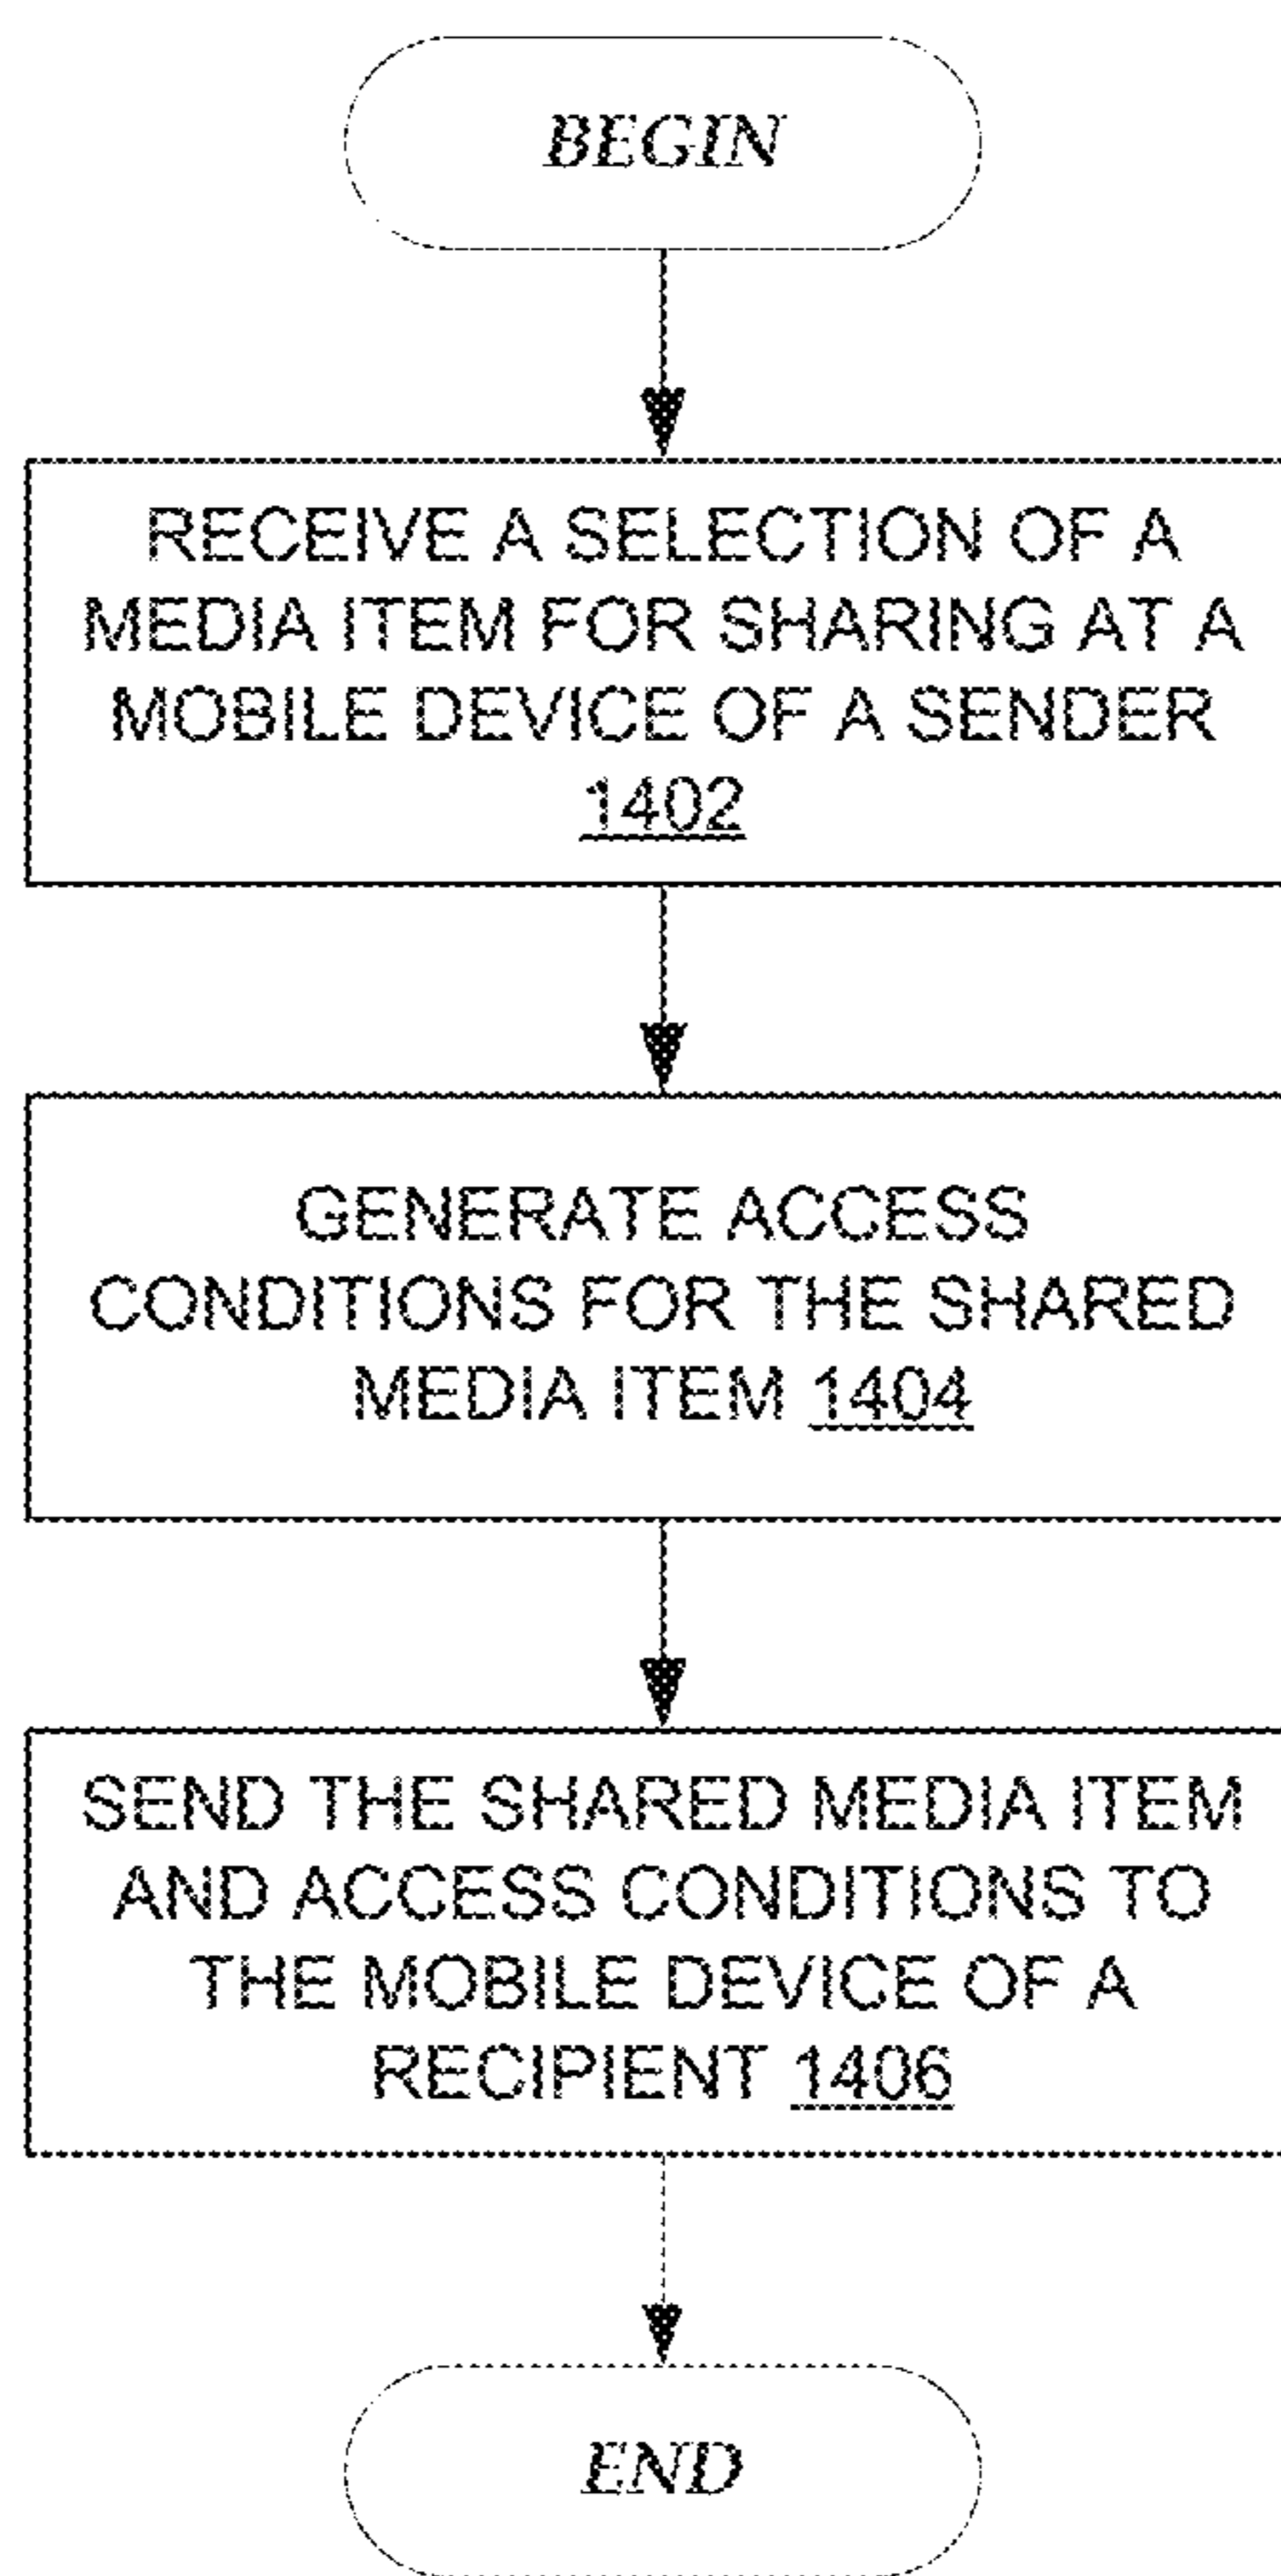 BEGIN
RECEIVE A SELECTION OF A
MEDIA ITEM FOR SHARING AT A
MOBILE DEVICE OF A SENDER
1402
GENERATE ACCESS
CONDITIONS FOR THE SHARED
MEDIA ITEM 1404
SEND THE SHARED MEDIA ITEM
AND ACCESS CONDITIONS TO
THE MOBILE DEVICE OF A
RECIPIENT 1406
END